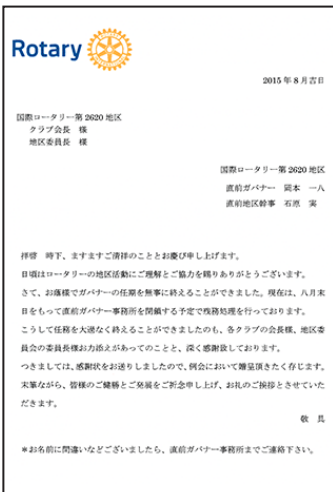 Rotary
2015年8月吉日
国際ロータリー第2620地区
クラブ会長 様
地区委員長 様
国際ロータリー第2620地区
直前ガバナー 岡本 一八
直前地区幹事 石原 実
拝啓 時下、ますますご清祥のこととお慶び申し上げます。
日頃はロータリーの地区活動にご理解とご協力を賜りありがとうございます。
さて、お蔭様でガバナーの任期を無事に終えることができました。現在は、八月末
日をもって直前ガバナー事務所を閉鎖する予定で残務処理を行っております。
こうして任務を大過なく終えることができましたのも、各クラブの会長様、地区委
員会の委員長様お力添えがあってのことと、深く感謝致しております。
つきましては、感謝状をお送りしましたので、例会において贈呈頂きたく存じます。
末筆ながら、皆様のご健勝とご発展をご祈念申し上げ、お礼のご挨拶とさせていた
だきます。
敬 具
*お名前に間違いなどございましたら、直前ガバナー事務所までご連絡下さい。